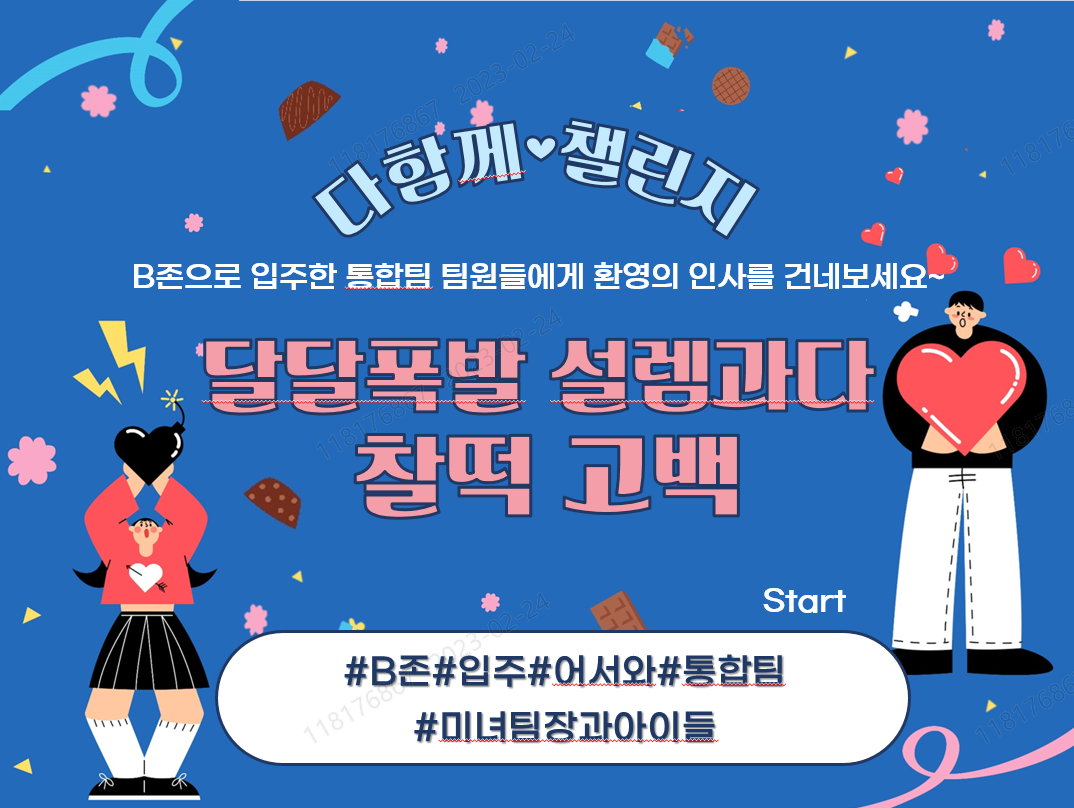 다함께♥챌린지
B존으로 입주한 통합팀 팀원들에게 환영의 인사를 건네보세요~
달달폭발 설렘과다
찰떡 고백
Start
#B존#입주#어서와#통합팀
#미녀팀장과아이들